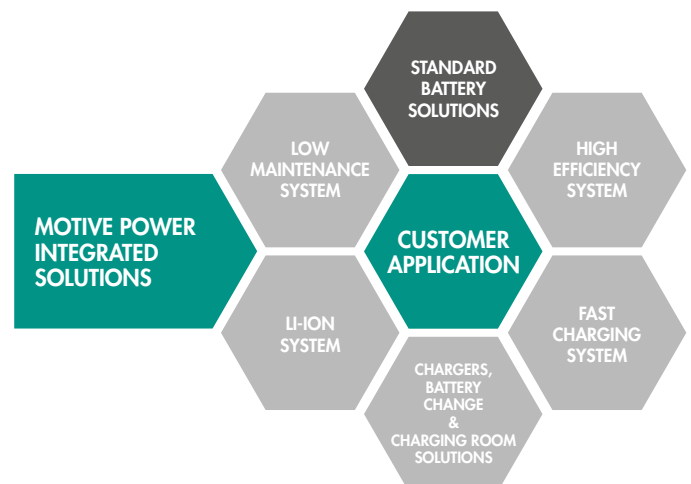 STANDARD
BATTERY
SOLUTIONS
LOW
MAINTENANCE
SYSTEM
HIGH
EFFICIENCY
SYSTEM
MOTIVE POWER
INTEGRATED
SOLUTIONS
CUSTOMER
APPLICATION
LI-ION
SYSTEM
FAST
CHARGING
SYSTEM
CHARGERS,
BATTERY
CHANGE
&
CHARGING ROOM
SOLUTIONS